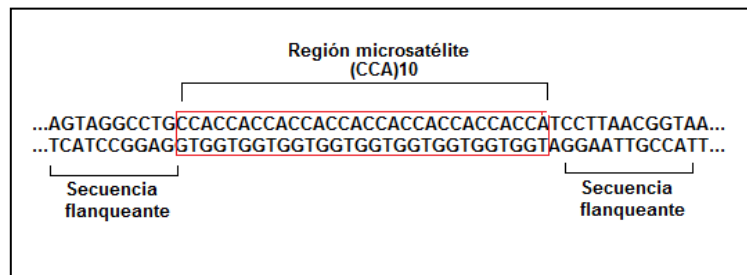 Región microsatélite
(CCA)10
...AGTAGGCCTGCCACCACCACCACCACCACCACCACCACCATCCTTAACGGTAA...
...TCATCCGGAGGTGGTGGTGGTGGTGGTGGTGGTGGTGGTAGGAATTGCCATT...
Secuencia flanqueante
Secuencia flanqueante